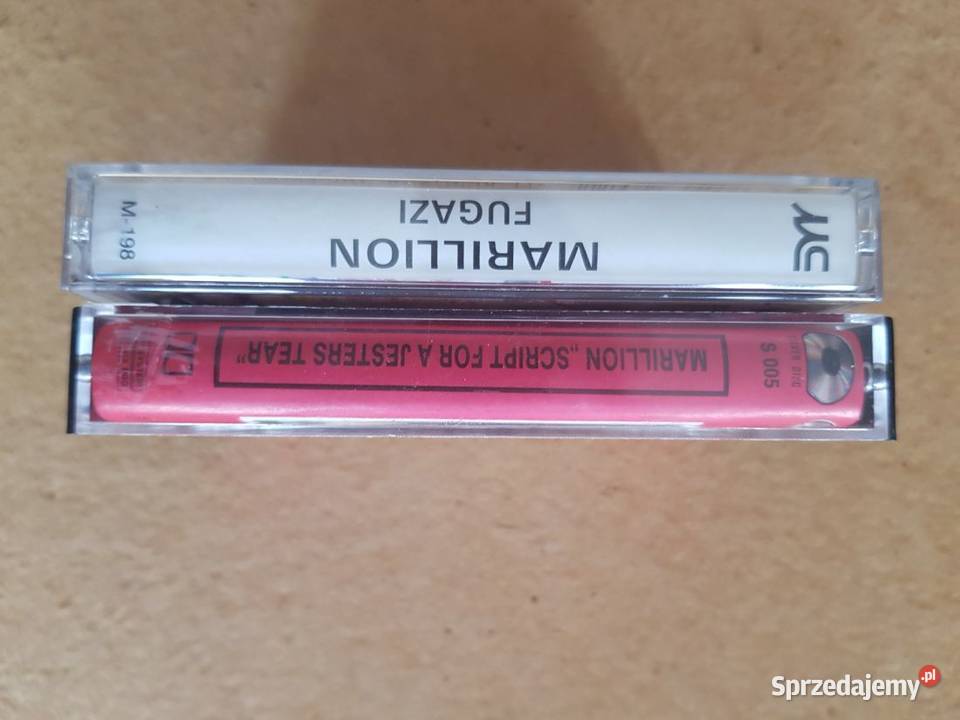 MARILLION
FUGAZI
M-198
S 005
MARILLION „SCRIPT FOR A JESTERS TEAR"
Sprzedajemy.pl